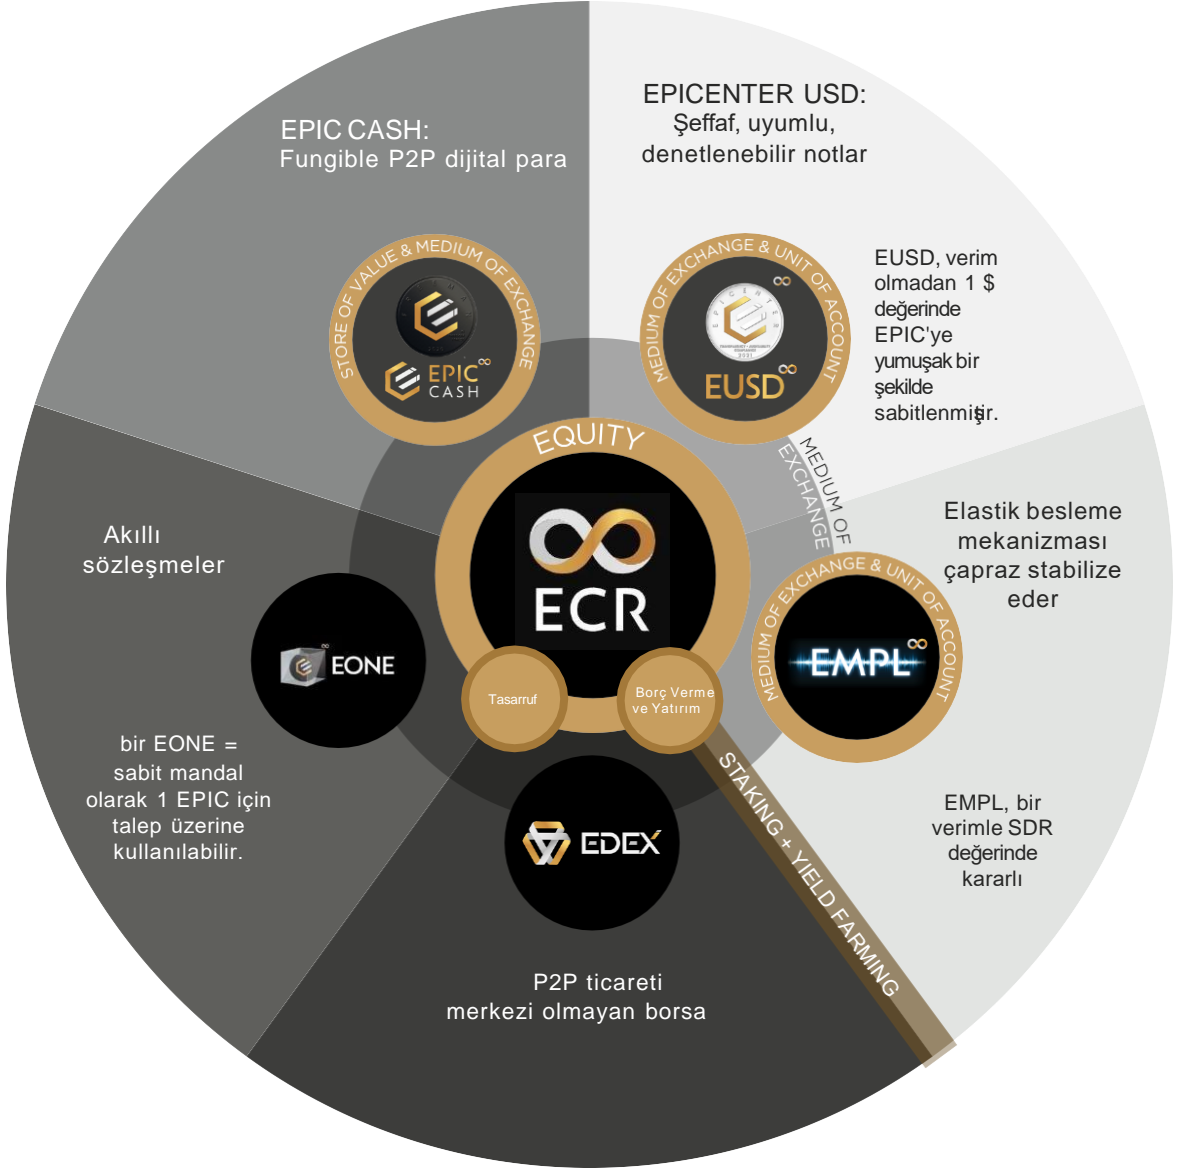 EPIC CASH:
Fungible P2P dijital para
EPICENTER USD:
Şeffaf, uyumlu,
denetlenebilir notlar
STORE OF VALUE & MEDIUM OF EXCHANGE
EPIC
CASH
MEDIUM OF EXCHANGE & UNIT OF ACCOUNT
EPICENTER
2021
EUSD
EUSD, verim
olmadan 1 $
değerinde
EPIC'ye
yumuşak bir
şekilde
sabitlenmiştir.
MEDIUM OF
EXCHANGE
EQUITY
ECR
Tasarruf
Borç Verme
ve Yatırım
Akıllı
sözleşmeler
EONE
bir EONE =
sabit mandal
olarak 1 EPIC için
talep üzerine
kullanılabilir.
Elastik besleme
mekanizması
çapraz stabilize
eder
MEDIUM OF EXCHANGE & UNIT OF ACCOUNT
EMPL
EMPL, bir
verimle SDR
değerinde
kararlı
STAKING + YIELD FARMING
EDEX
P2P ticareti
merkezi olmayan borsa